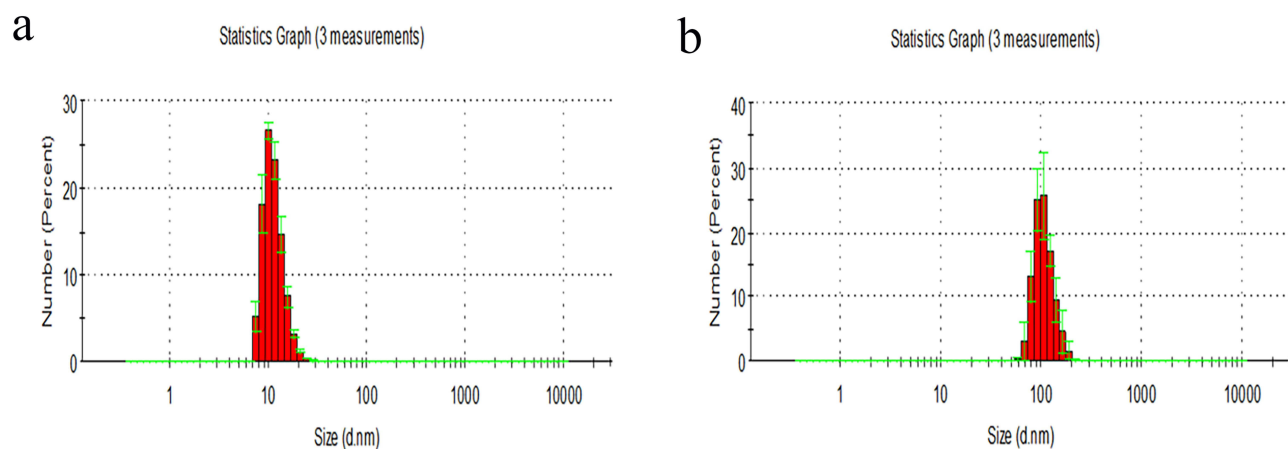 a
Statistics Graph (3 measurements)
30
20
10
0
Number (Percent)
1 10 100 1000 10000
Size (d.nm)
b
Statistics Graph (3 measurements)
40
30
20
10
0
Number (Percent)
1 10 100 1000 10000
Size (d.nm)